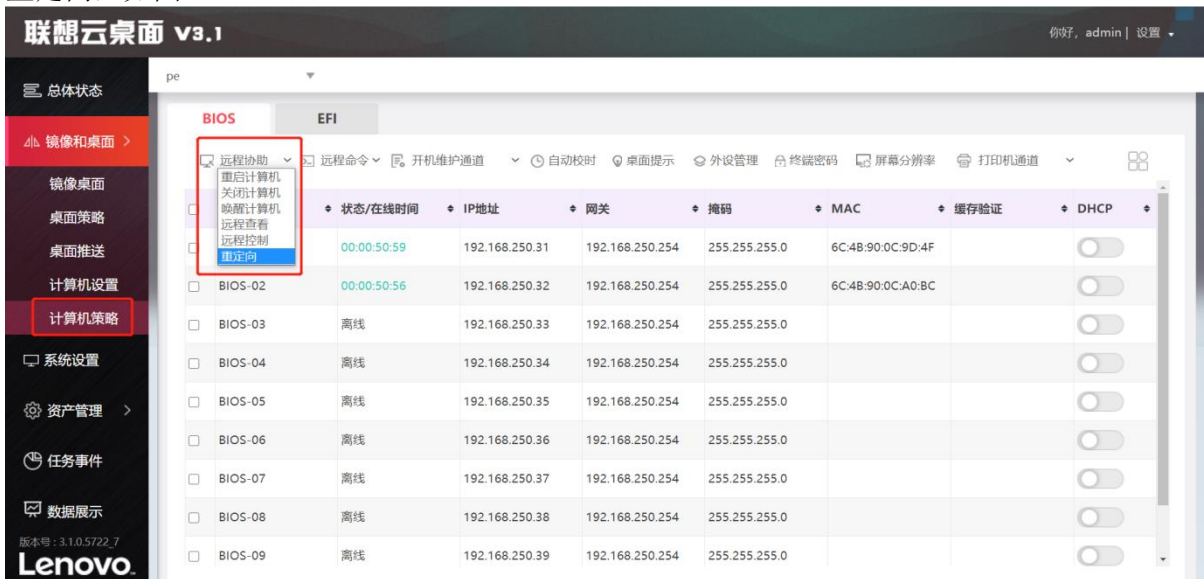 联想云桌面 V3.1
你好，admin | 设置
总体状态
镜像和桌面
镜像桌面
桌面策略
桌面推送
计算机设置
计算机策略
系统设置
资产管理
任务事件
数据展示
版本号：3.1.0.5722_7
Lenovo
pe
BIOS EFI
远程协助 远程命令 开机维护通道 自动校时 桌面提示 外设管理 终端密码 屏幕分辨率 打印机通道
重启计算机
关闭计算机
唤醒计算机
远程查看
远程控制
重定向
状态/在线时间 IP地址 网关 掩码 MAC 缓存验证 DHCP
00:00:50:59 192.168.250.31 192.168.250.254 255.255.255.0 6C:4B:90:0C:9D:4F
BIOS-02 00:00:50:56 192.168.250.32 192.168.250.254 255.255.255.0 6C:4B:90:0C:A0:BC
BIOS-03 离线 192.168.250.33 192.168.250.254 255.255.255.0
BIOS-04 离线 192.168.250.34 192.168.250.254 255.255.255.0
BIOS-05 离线 192.168.250.35 192.168.250.254 255.255.255.0
BIOS-06 离线 192.168.250.36 192.168.250.254 255.255.255.0
BIOS-07 离线 192.168.250.37 192.168.250.254 255.255.255.0
BIOS-08 离线 192.168.250.38 192.168.250.254 255.255.255.0
BIOS-09 离线 192.168.250.39 192.168.250.254 255.255.255.0